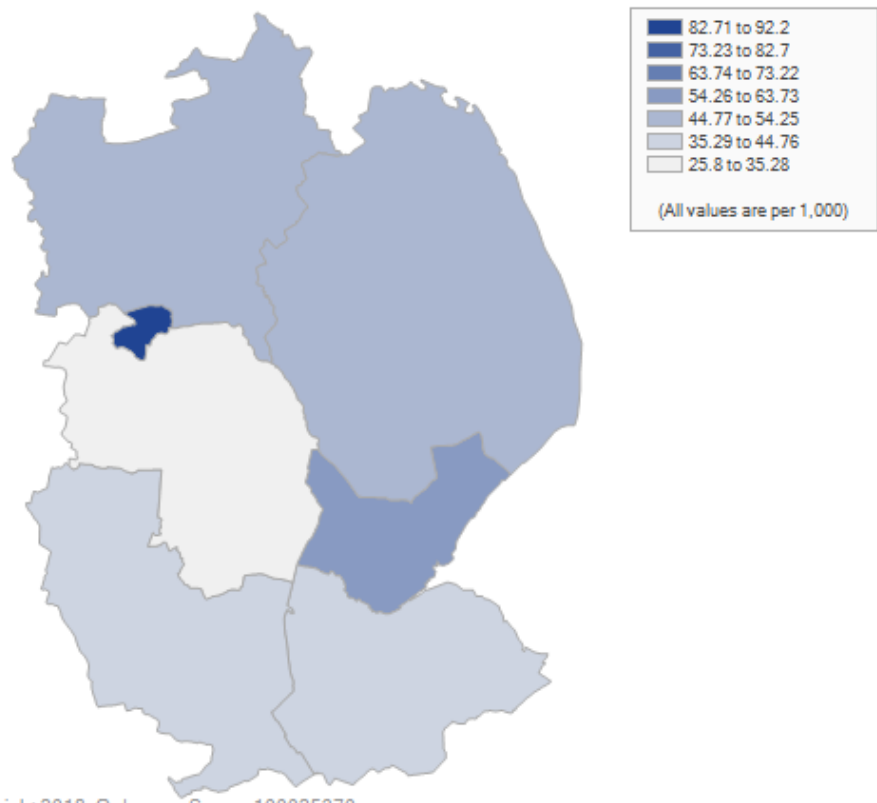 82.71 to 92.2
73.23 to 82.7
63.74 to 73.22
54.26 to 63.73
44.77 to 54.25
35.29 to 44.76
25.8 to 35.28
(All values are per 1,000)